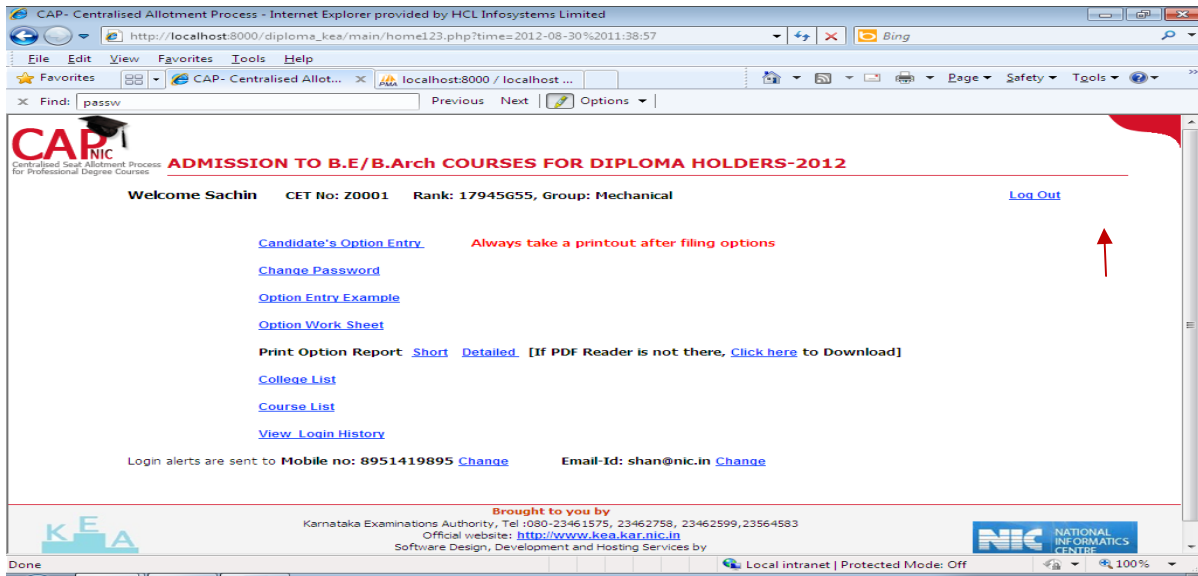 CAP- Centralised Allotment Process - Internet Explorer provided by HCL Infosystems Limited
http://localhost:8000/diploma_kea/main/home123.php?time=2012-08-30%2011:38:57
Bing
File Edit View Favorites Tools Help
Favorites CAP- Centralised Allot... localhost:8000 / localhost ... Page Safety Tools
Find: passw Previous Next Options
CAP NIC
Centralised Seat Allotment Process
for Professional Degree Courses
ADMISSION TO B.E/B.Arch COURSES FOR DIPLOMA HOLDERS-2012
Welcome Sachin CET No: Z0001 Rank: 17945G55, Group: Mechanical Log Out
Candidate's Option Entry Always take a printout after filing options
Change Password
Option Entry Example
Option Work Sheet
Print Option Report Short Detailed [If PDF Reader is not there, Click here to Download]
College List
Course List
View Login History
Login alerts are sent to Mobile no: 8951419895 Change Email-Id: shan@nic.in Change
Brought to you by
Karnataka Examinations Authority, Tel :080-23461575, 23462758, 23462599,23564583
Official website: http://www.kea.kar.nic.in
Software Design, Development and Hosting Services by
KEA
NIC NATIONAL
INFORMATICS
CENTRE
Done Local intranet | Protected Mode: Off 100%